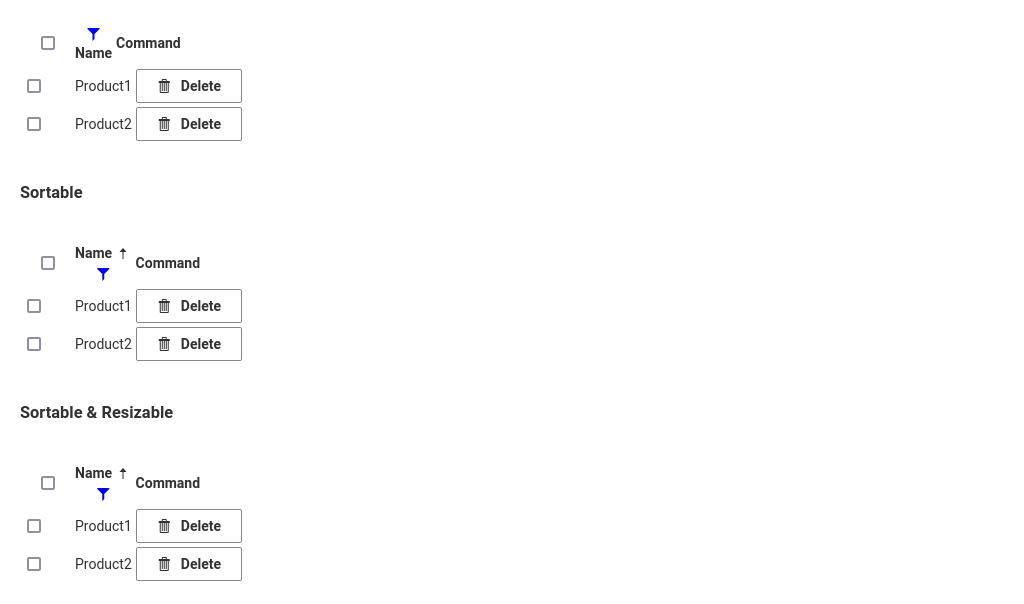 Name Command
Product1 Delete
Product2 Delete
Sortable
Name Command
Product1 Delete
Product2 Delete
Sortable & Resizable
Name Command
Product1 Delete
Product2 Delete